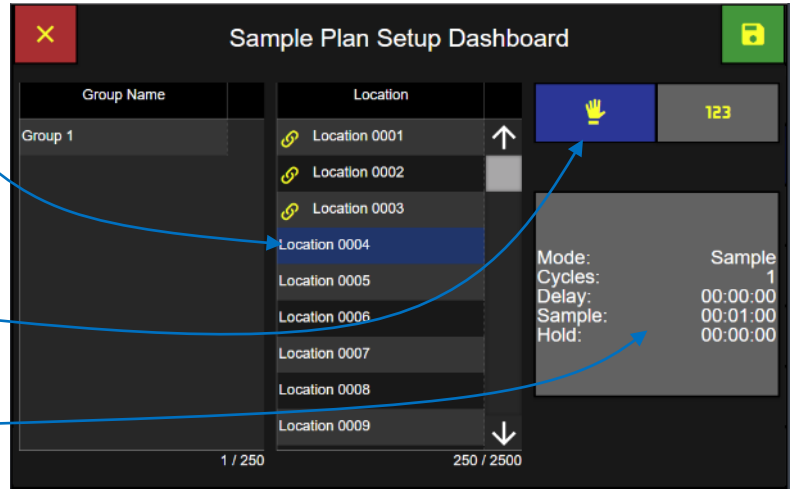 Sample Plan Setup Dashboard
Group Name
Group 1
1 / 250
Location
Location 0001
Location 0002
Location 0003
Location 0004
Location 0005
Location 0006
Location 0007
Location 0008
Location 0009
250 / 2500
123
Mode: Sample
Cycles: 1
Delay: 00:00:00
Sample: 00:01:00
Hold: 00:00:00